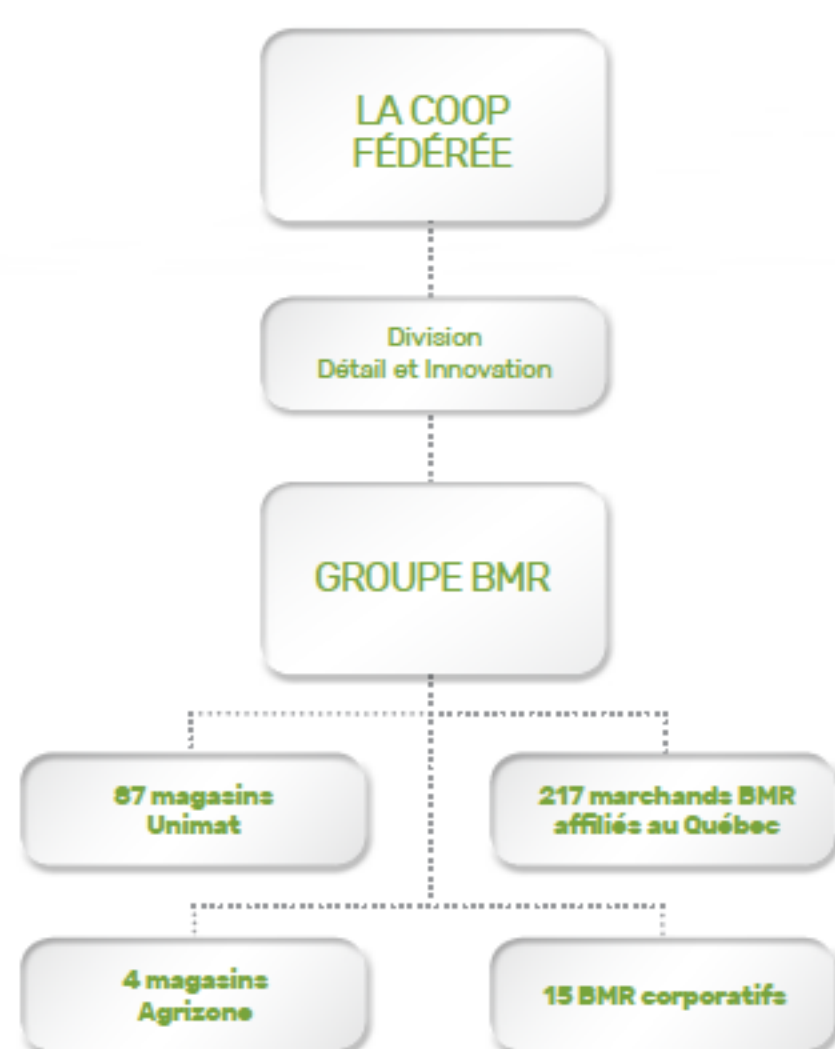 LA COOP
FÉDÉRÉE
Division
Détail et Innovation
GROUPE BMR
87 magasins
Unimat
217 marchands BMR
affiliés au Québec
4 magasins
Agrizone
15 BMR corporatifs